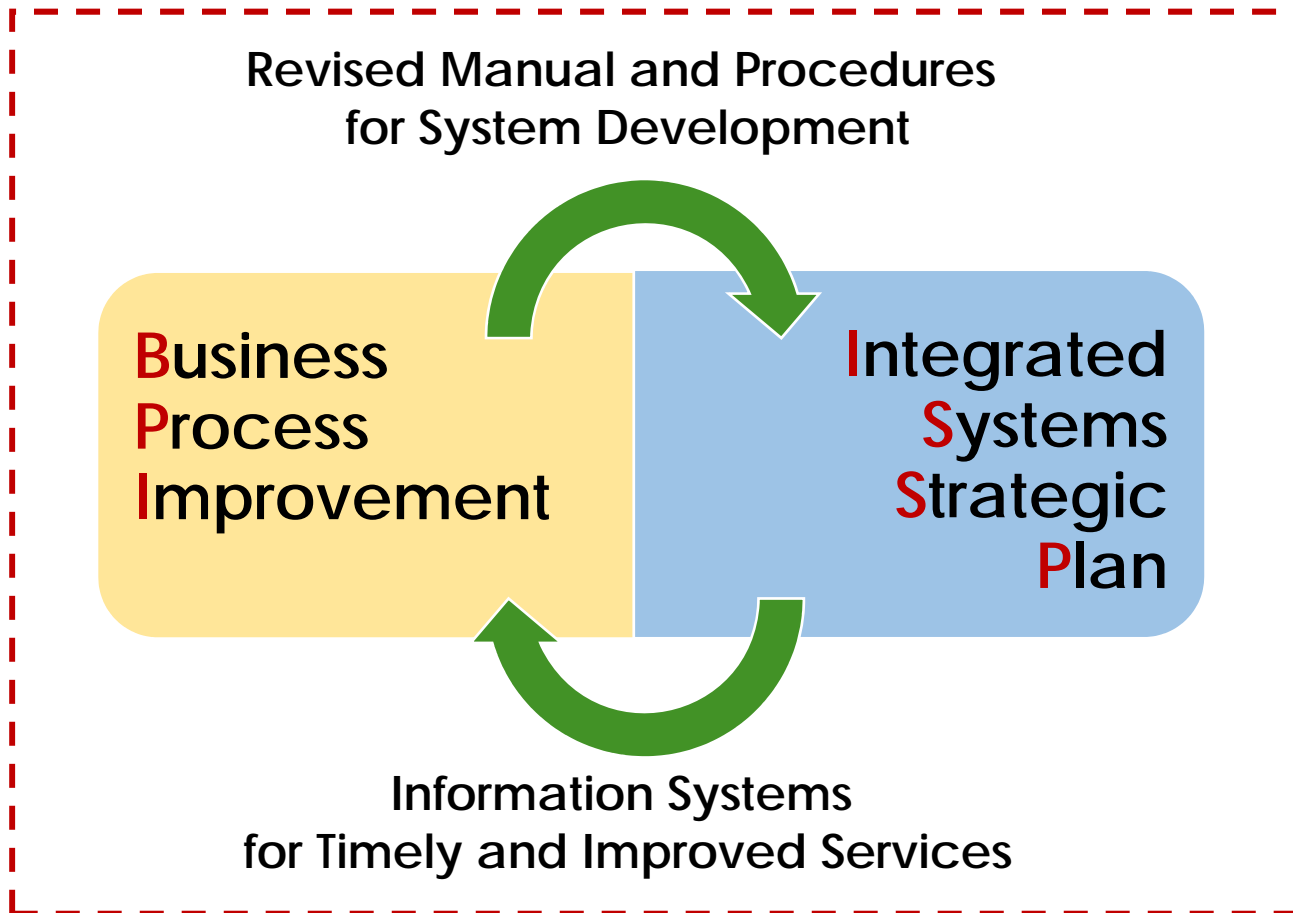 Revised Manual and Procedures
for System Development
Business
Process
Improvement
Integrated
Systems
Strategic
Plan
Information Systems
for Timely and Improved Services